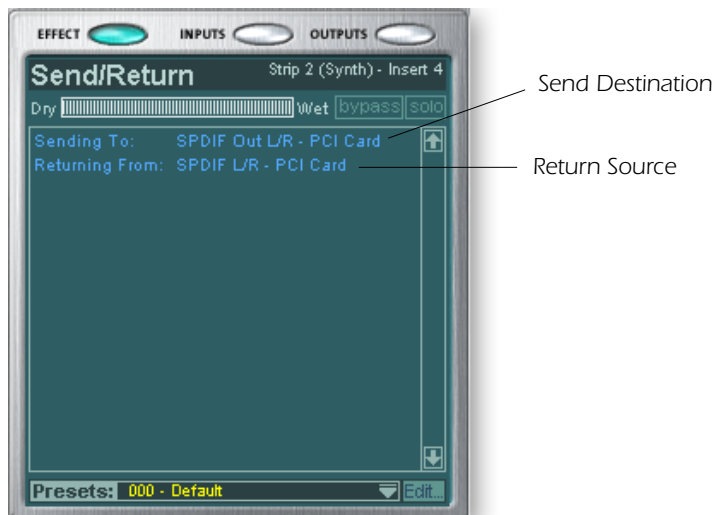 EFFECT INPUTS OUTPUTS
Send/Return Strip 2 (Synth) - Insert 4
Dry Wet bypass solo
Sending To: SPDIF Out L/R - PCI Card
Returning From: SPDIF L/R - PCI Card
Presets: 000 - Default Edit...
Send Destination
Return Source